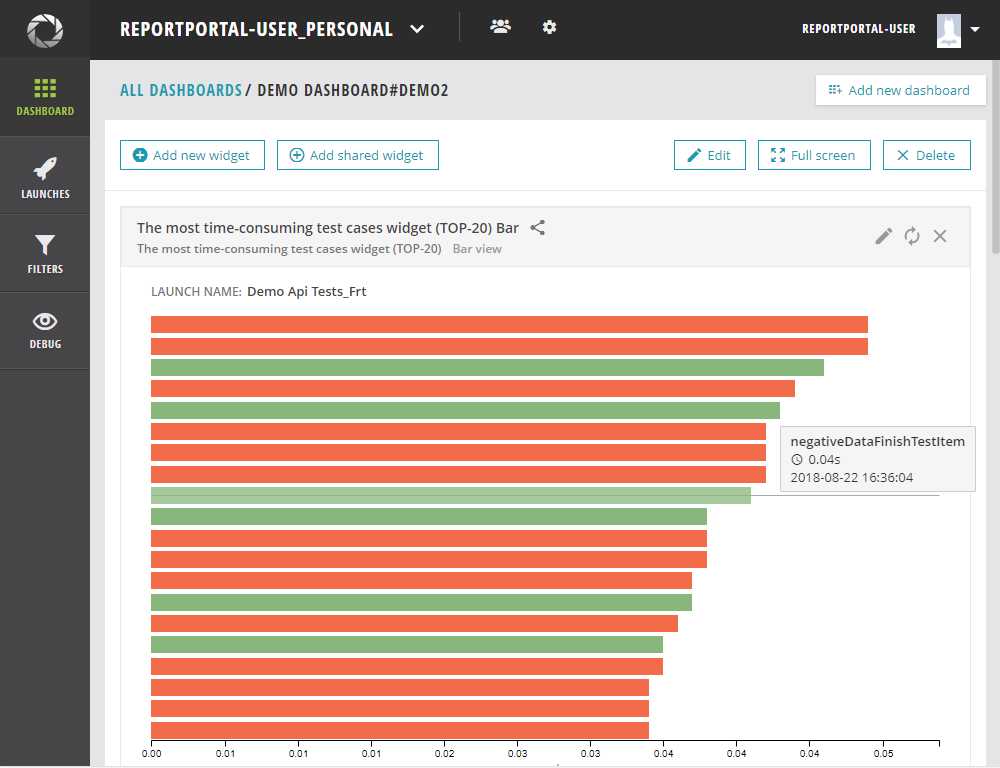 REPORTPORTAL-USER_PERSONAL
REPORTPORTAL-USER
DASHBOARD
LAUNCHES
FILTERS
DEBUG
ALL DASHBOARDS / DEMO DASHBOARD#DEMO2
Add new dashboard
Add new widget
Add shared widget
Edit
Full screen
Delete
The most time-consuming test cases widget (TOP-20) Bar
The most time-consuming test cases widget (TOP-20) Bar view
LAUNCH NAME: Demo Api Tests_Frt
negativeDataFinishTestItem
0.04s
2018-08-22 16:36:04
0.00 0.01 0.01 0.01 0.02 0.03 0.03 0.04 0.04 0.04 0.05